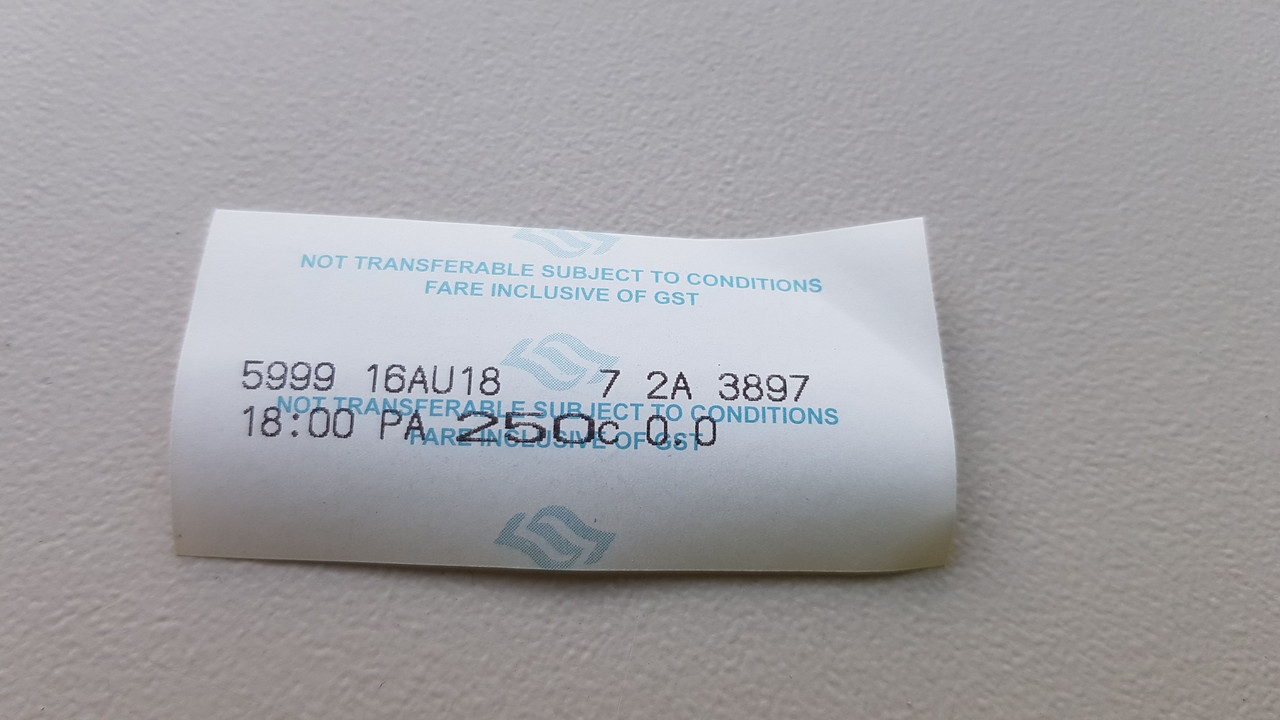 NOT TRANSFERABLE SUBJECT TO CONDITIONS
FARE INCLUSIVE OF GST
5999 16AU18 7 2A 3897
NOT TRANSFERABLE SUBJECT TO CONDITIONS
18:00 PA 250c 0.0
FARE INCLUSIVE OF GST